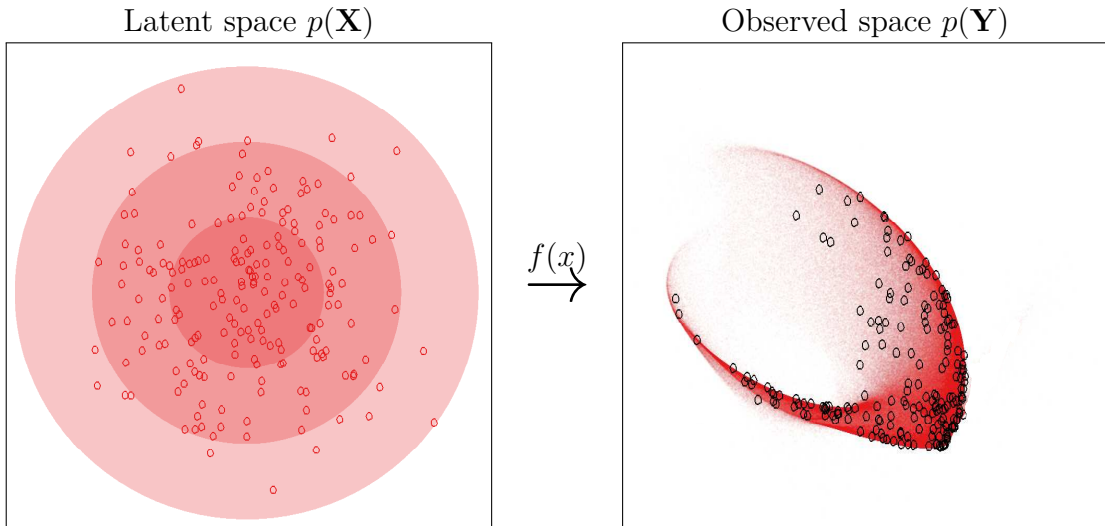 Latent space p(X)
Observed space p(Y)
f(x)